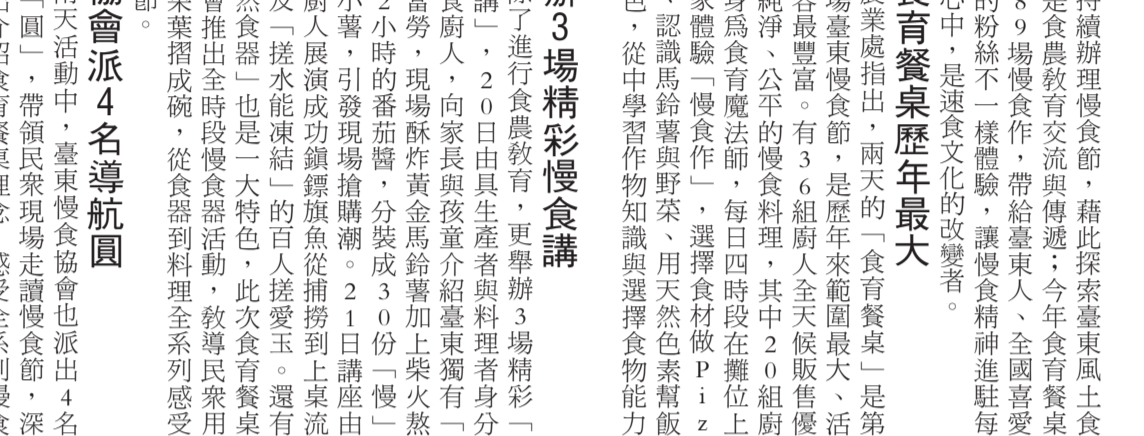 持續辦理慢食節，藉此探索臺東風土食
是食農教育交流與傳遞；今年食育餐桌
89場慢食作，帶給臺東人、全國喜愛
的粉絲不一樣體驗，讓慢食精神進駐每
心中，是速食文化的改變者。
食育餐桌歷年最大
農業處指出，兩天的「食育餐桌」是第
場臺東慢食節，是歷年來範圍最大、活
容最豐富。有36組廚人全天候販售優
純淨、公平的慢食料理，其中20組廚
身為食育魔法師，每日四時段在攤位上
家體驗「慢食作」，選擇食材做Piz
、認識馬鈴薯與野菜、用天然色素幫飯
色，從中學習作物知識與選擇食物能力
辦3場精彩慢食講
除了進行食農教育，更舉辦3場精彩「
講」，20日由具生產者與料理者身分
食廚人，向家長與孩童介紹臺東獨有「
富勞，現場酥炸黃金馬鈴薯加上柴火熬
2小時的番茄醬，分裝成30份「慢」
小薯，引發現場搶購潮。21日講座由
廚人展演成功鎮鏢旗魚從捕撈到上桌流
及「搓水能凍結」的百人搓愛玉。還有
然食器」也是一大特色，此次食育餐桌
會推出全時段慢食器活動，教導民衆用
菜葉摺成碗，從食器到料理全系列感受
節。
協會派4名導航圓
兩天活動中，臺東慢食協會也派出4名
「圓」，帶領民衆現場走讀慢食節，深